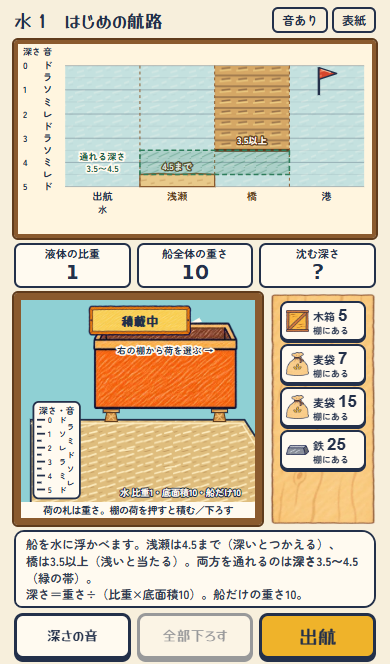 水 1 はじめの航路
音あり
表紙
深さ 音
0 ド
ラ
1 ソ
ミ
2 レ
ド
3 ラ
ソ
4 ミ
レ
5 ド
通れる深さ
3.5〜4.5
4.5まで
3.5以上
出航 浅瀬 橋 港
水
液体の比重
1
船全体の重さ
10
沈む深さ
?
積載中
右の棚から荷を選ぶ→
深さ・音
0 ド
ラ
1 ソ
ミ
2 レ
ド
3 ラ
ソ
4 ミ
レ
5 ド
水 比重1・底面積10・船だけ10
荷の札は重さ。棚の荷を押すと積む／下ろす
木箱 5
棚にある
麦袋 7
棚にある
麦袋 15
棚にある
鉄 25
棚にある
船を水に浮かべます。浅瀬は4.5まで（深いとつかえる）、
橋は3.5以上（浅いと当たる）。両方を通れるのは深さ3.5〜4.5
（緑の帯）。
深さ＝重さ÷（比重×底面積10）。船だけの重さ10。
深さの音
全部下ろす
出航